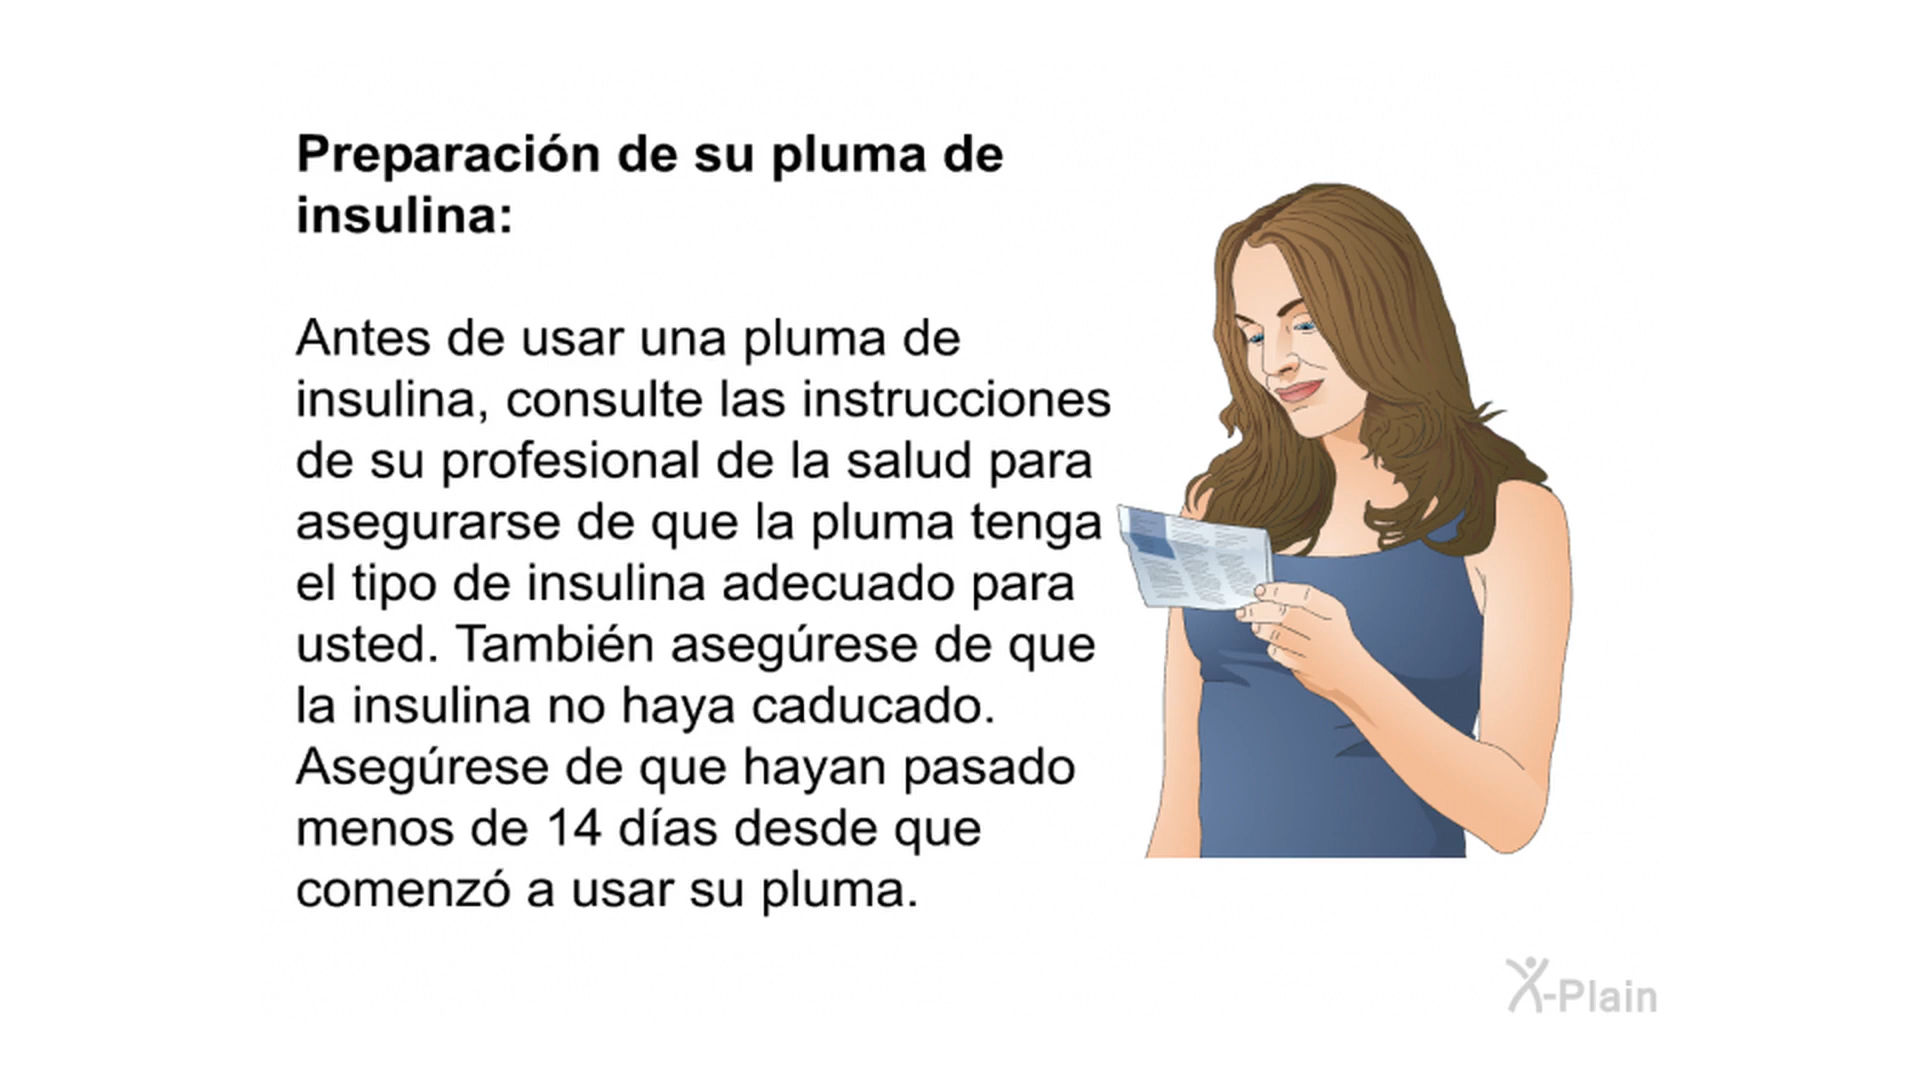 Preparación de su pluma de
insulina:
Antes de usar una pluma de
insulina, consulte las instrucciones
de su profesional de la salud para
asegurarse de que la pluma tenga
el tipo de insulina adecuado para
usted. También asegúrese de que
la insulina no haya caducado.
Asegúrese de que hayan pasado
menos de 14 días desde que
comenzó a usar su pluma.
X-Plain